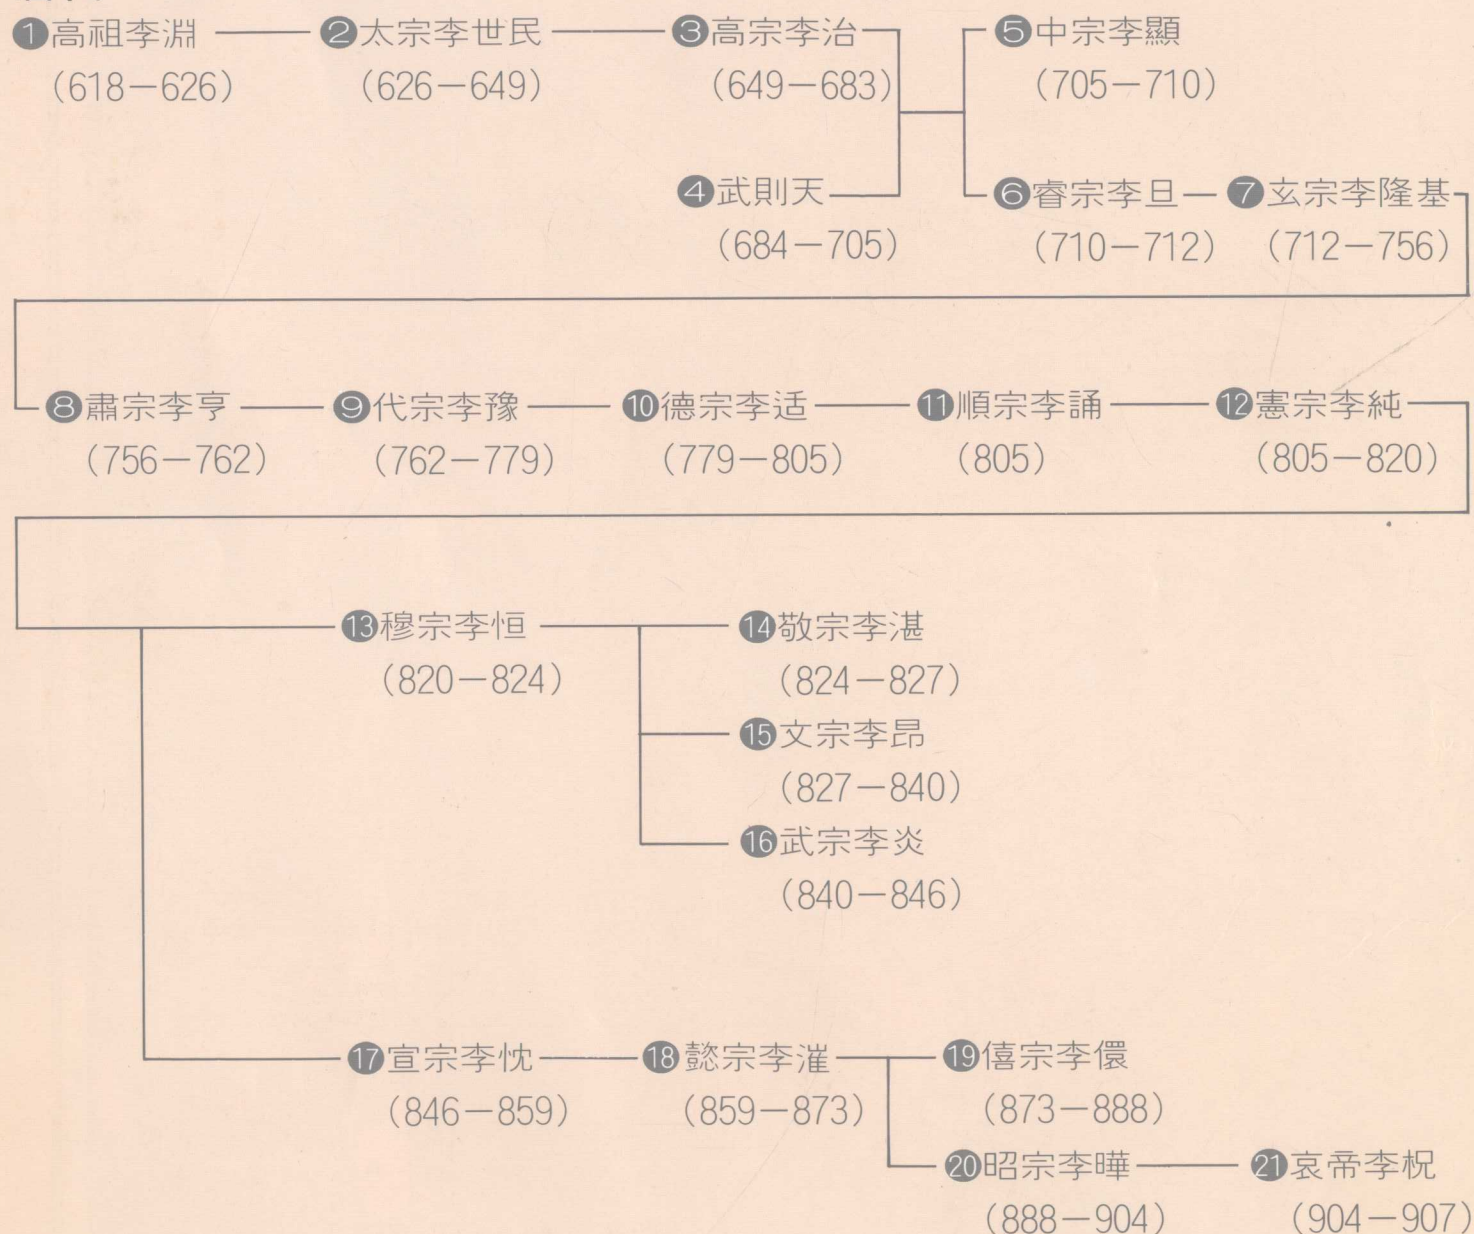 ❶高祖李淵 ❷太宗李世民 ❸高宗李治 ❺中宗李顯
(618－626) (626－649) (649－683) (705－710)
❹武則天 ❻睿宗李旦 ❼玄宗李隆基
(684－705) (710－712) (712－756)
❽肅宗李亨 ❾代宗李豫 ❿德宗李适 ⓫順宗李誦 ⓬憲宗李純
(756－762) (762－779) (779－805) (805) (805－820)
⓭穆宗李恒 ⓮敬宗李湛
(820－824) (824－827)
⓯文宗李昂
(827－840)
⓰武宗李炎
(840－846)
⓱宣宗李忱 ⓲懿宗李漼 ⓳僖宗李儇
(846－859) (859－873) (873－888)
⓴昭宗李曄 21哀帝李柷
(888－904) (904－907)